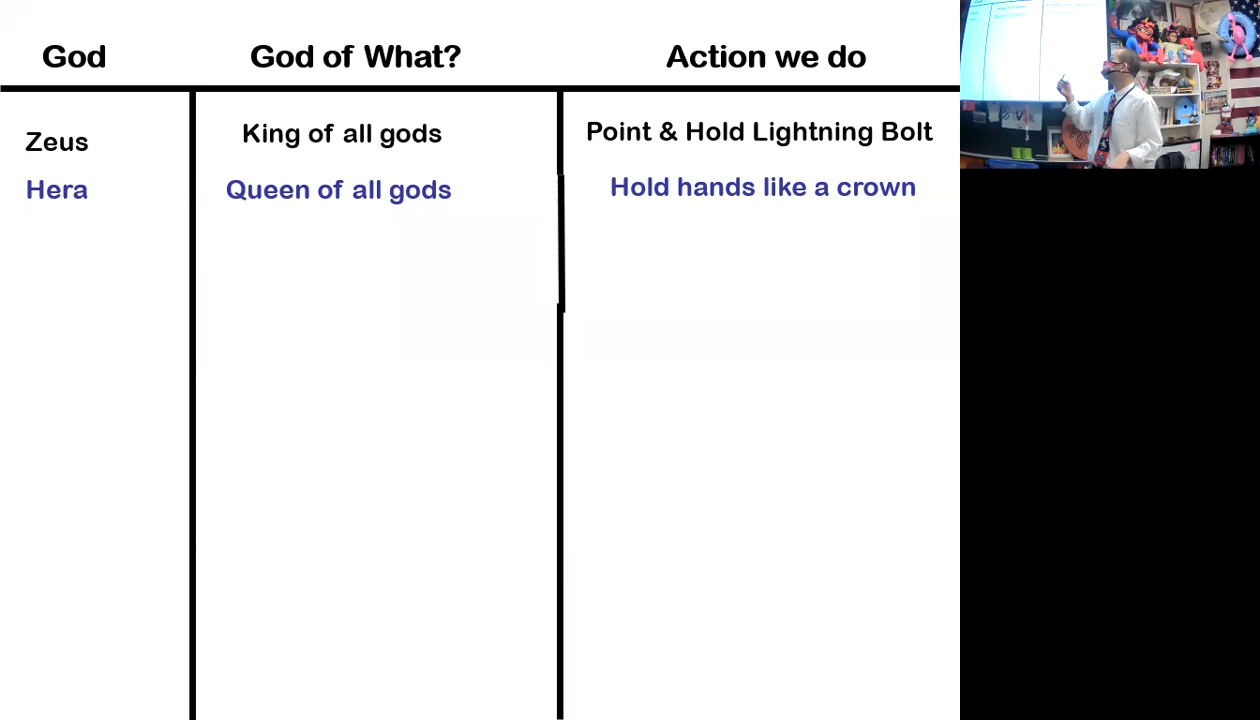 God God of What? Action we do
Zeus King of all gods Point & Hold Lightning Bolt
Hera Queen of all gods Hold hands like a crown